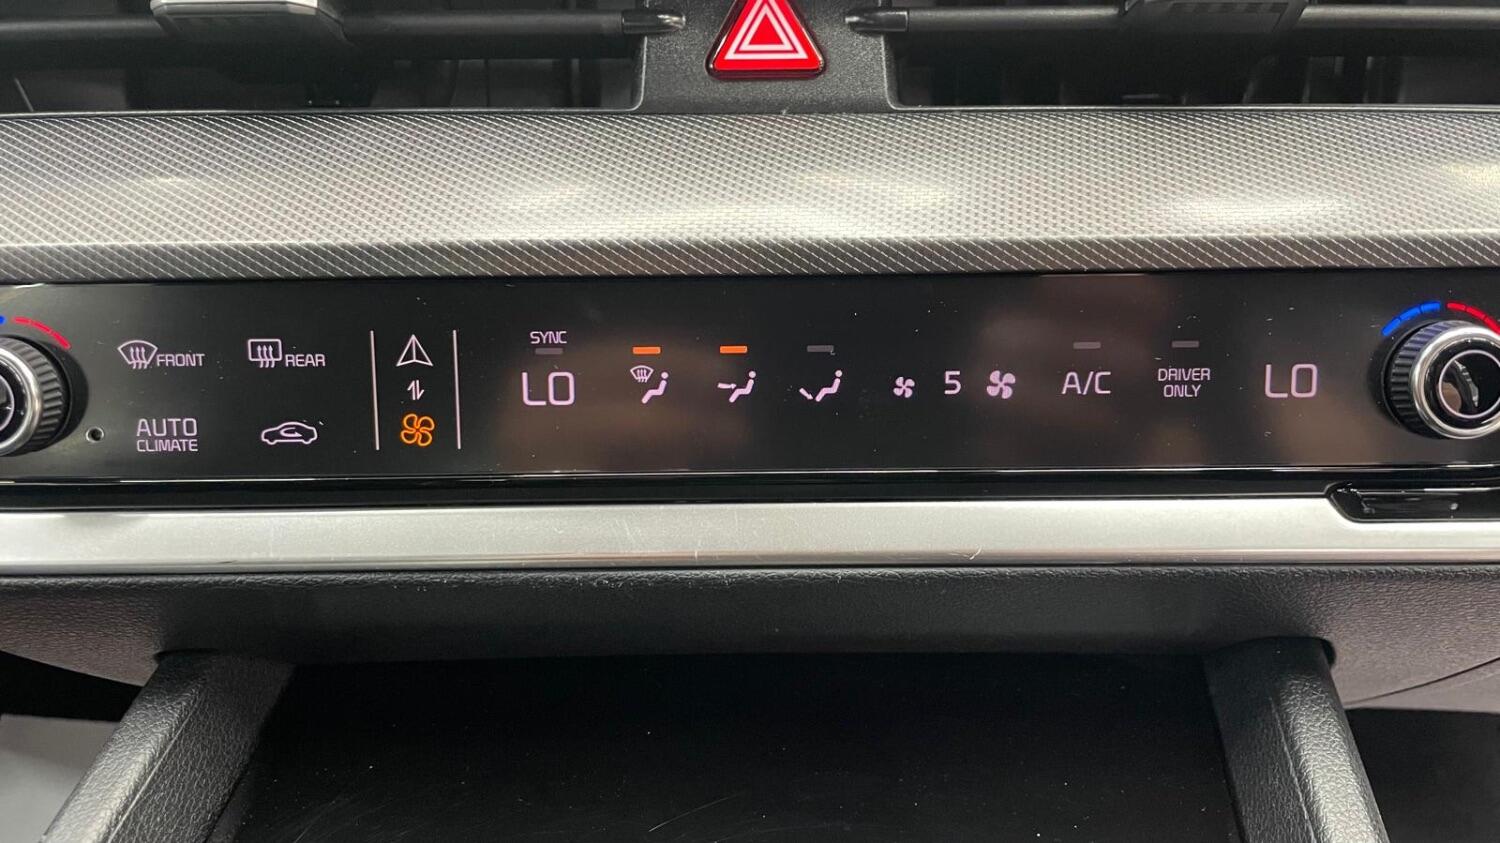 FRONT
REAR
AUTO
CLIMATE
SYNC
LO
5
A/C
DRIVER
ONLY
LO